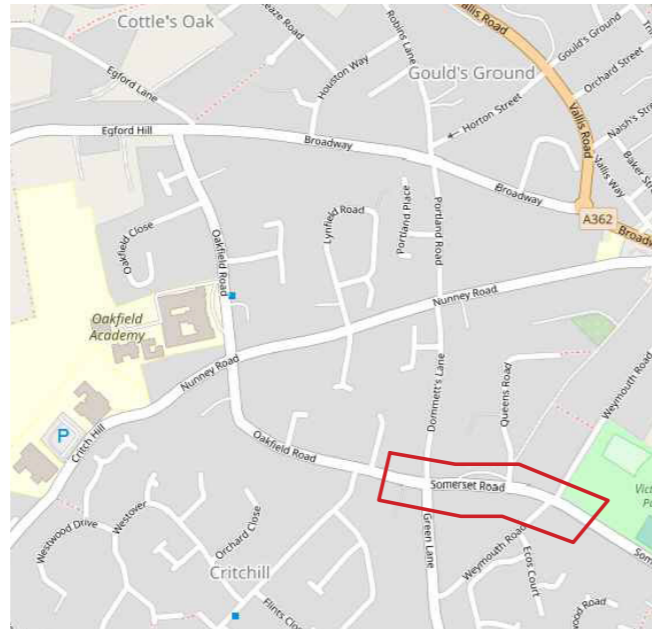 Cottle's Oak
Robins Lane
Gould's Ground
Houston Way
Gould's Ground
Orchard Street
Egford Lane
Vallis Road
Horton Street
Naish's
Egford Hill
Broadway
Baker Street
Vallis Way
Broadway
A362
Portland Place
Portland Road
Lynfield Road
Oakfield Close
Oakfield Road
Nunney Road
Oakfield
Academy
Nunney Road
Dommett's Lane
Queens Road
Weymouth Road
P
Critch Hill
Oakfield Road
Somerset Road
Green Lane
Westwood Drive
Westover
Orchard Close
Weymouth Road
Ecos Court
Critchill